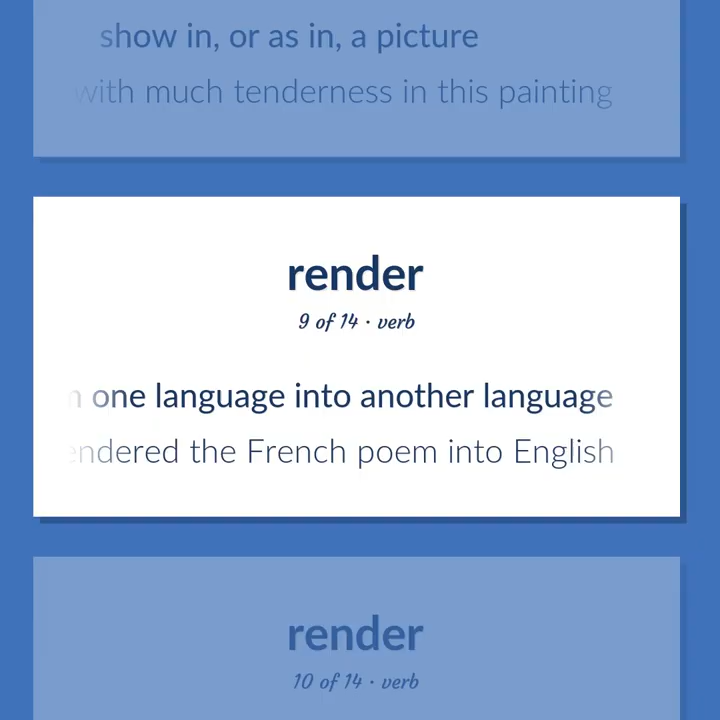 show in, or as in, a picture
with much tenderness in this painting
render
9 of 14 · verb
one language into another language
endered the French poem into English
render
10 of 14 · verb